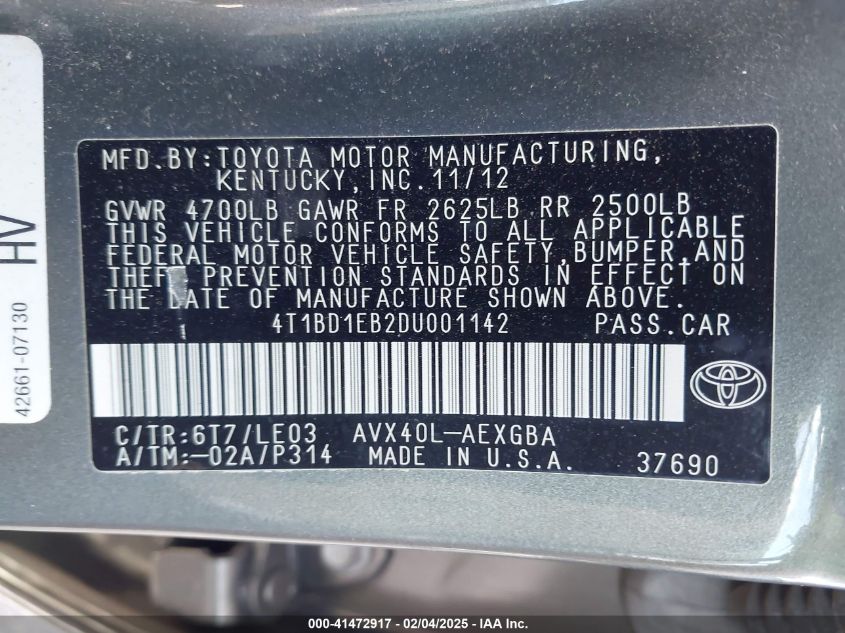 MFD.BY:TOYOTA MOTOR MANUFACTURING,
KENTUCKY,INC.11/12
GVWR 4700LB GAWR FR 2625LB RR 2500LB
THIS VEHICLE CONFORMS TO ALL APPLICABLE
FEDERAL MOTOR VEHICLE SAFETY,BUMPER,AND
THEFT PREVENTION STANDARDS IN EFFECT ON
THE DATE OF MANUFACTURE SHOWN ABOVE.
4T1BD1EB2DU001142 PASS.CAR
C/TR:6T7/LE03 AVX40L-AEXGBA
A/TM:-02A/P314 MADE IN U.S.A. 37690
HV
42661-07130
000-41472917 - 02/04/2025 - IAAI.COM